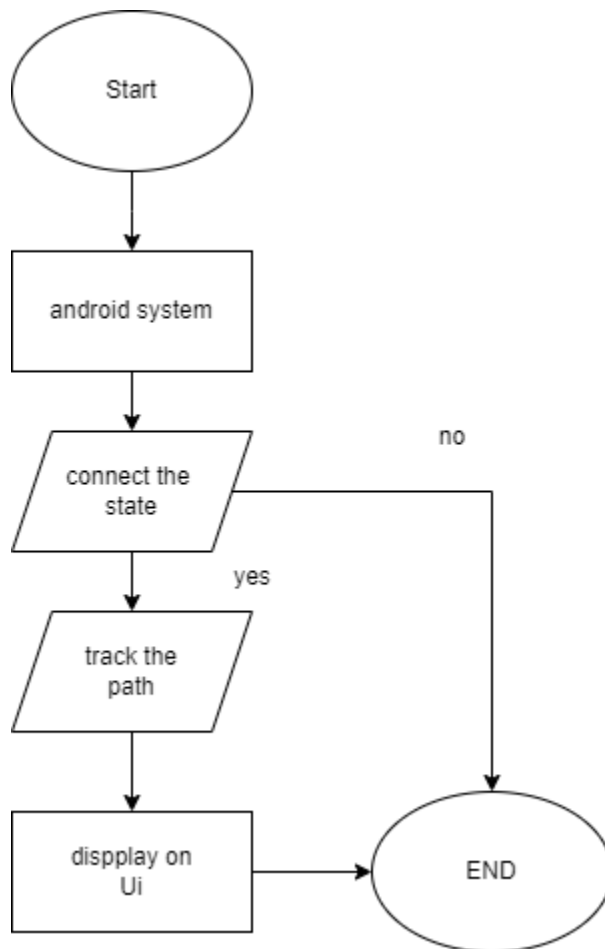 Start
android system
no
connect the
state
yes
track the
path
dispplay on
Ui
END